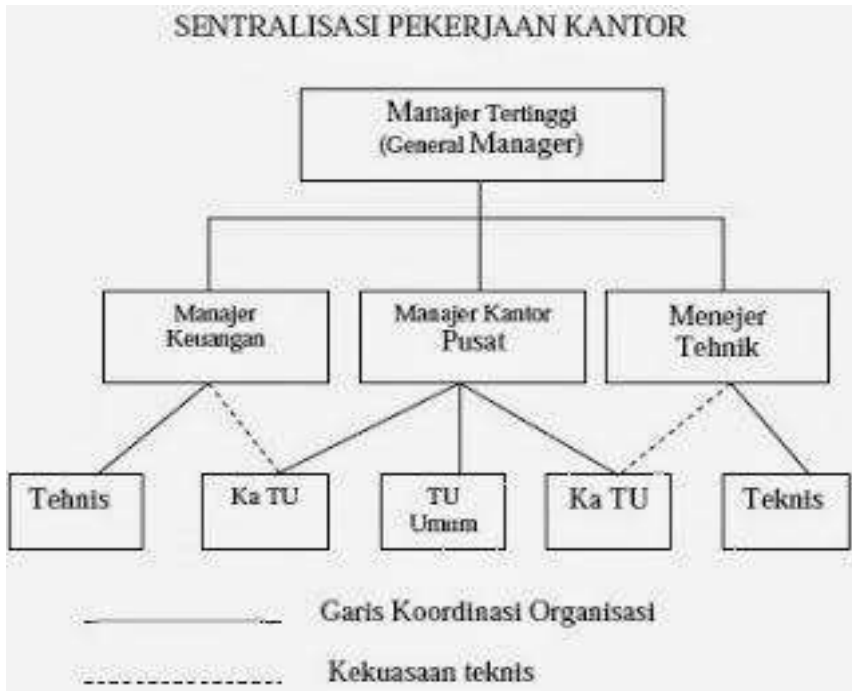 SENTRALISASI PEKERJAAN KANTOR
Manajer Tertinggi
(General Manager)
Manajer
Keuangan
Manajer Kantor
Pusat
Menejer
Tehnik
Tehnis
Ka TU
TU
Umum
Ka TU
Teknis
Garis Koordinasi Organisasi
Kekuasaan teknis